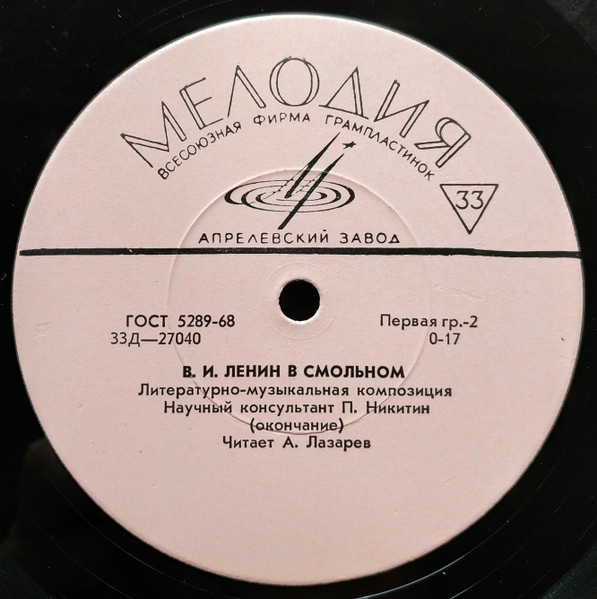 МЕЛОДИЯ
ВСЕСОЮЗНАЯ ФИРМА ГРАМПЛАСТИНОК
33
АПРЕЛЕВСКИЙ ЗАВОД
ГОСТ 5289-68 Первая гр.-2
33Д—27040 0-17
В. И. ЛЕНИН В СМОЛЬНОМ
Литературно-музыкальная композиция
Научный консультант П. Никитин
(окончание)
Читает А. Лазарев